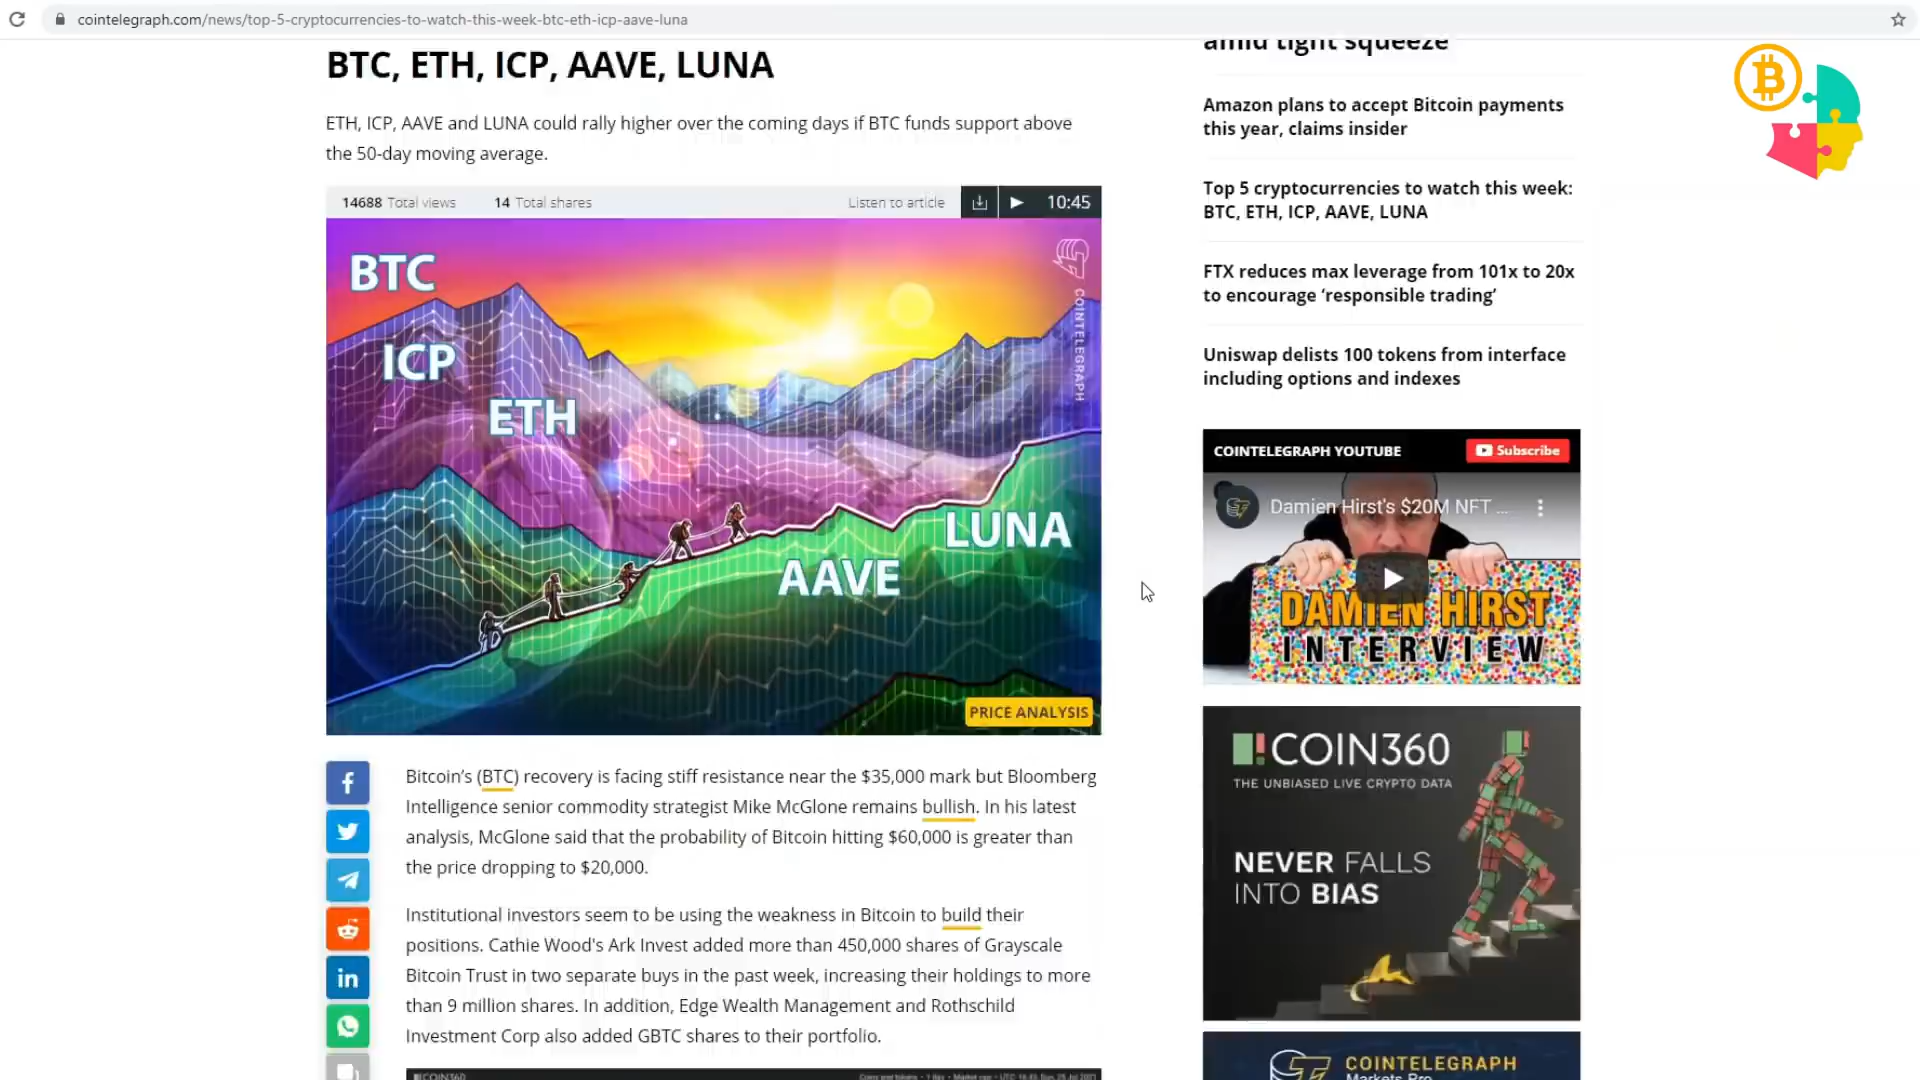 cointelegraph.com/news/top-5-cryptocurrencies-to-watch-this-week-btc-eth-icp-aave-luna
BTC, ETH, ICP, AAVE, LUNA
ETH, ICP, AAVE and LUNA could rally higher over the coming days if BTC funds support above
the 50-day moving average.
14688 Total views 14 Total shares Listen to article 10:45
BTC
ICP
ETH
AAVE
LUNA
COINTELEGRAPH
PRICE ANALYSIS
Bitcoin's (BTC) recovery is facing stiff resistance near the $35,000 mark but Bloomberg
Intelligence senior commodity strategist Mike McGlone remains bullish. In his latest
analysis, McGlone said that the probability of Bitcoin hitting $60,000 is greater than
the price dropping to $20,000.
Institutional investors seem to be using the weakness in Bitcoin to build their
positions. Cathie Wood's Ark Invest added more than 450,000 shares of Grayscale
Bitcoin Trust in two separate buys in the past week, increasing their holdings to more
than 9 million shares. In addition, Edge Wealth Management and Rothschild
Investment Corp also added GBTC shares to their portfolio.
COIN360
amid tight squeeze
Amazon plans to accept Bitcoin payments
this year, claims insider
Top 5 cryptocurrencies to watch this week:
BTC, ETH, ICP, AAVE, LUNA
FTX reduces max leverage from 101x to 20x
to encourage ‘responsible trading’
Uniswap delists 100 tokens from interface
including options and indexes
COINTELEGRAPH YOUTUBE Subscribe
Damien Hirst's $20M NFT ...
DAMIEN HIRST
INTERVIEW
COIN360
THE UNBIASED LIVE CRYPTO DATA
NEVER FALLS
INTO BIAS
COINTELEGRAPH
Markets Pro